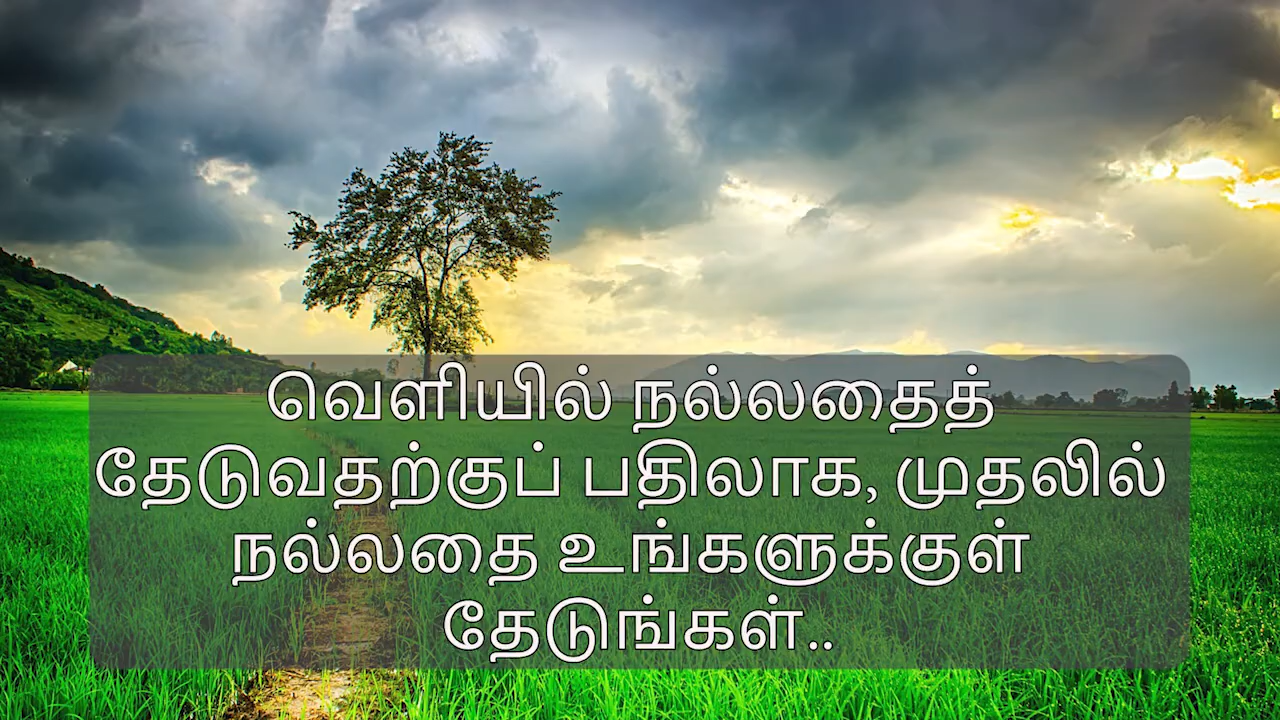 வெளியில் நல்லதைத்
தேடுவதற்குப் பதிலாக, முதலில்
நல்லதை உங்களுக்குள்
தேடுங்கள்..